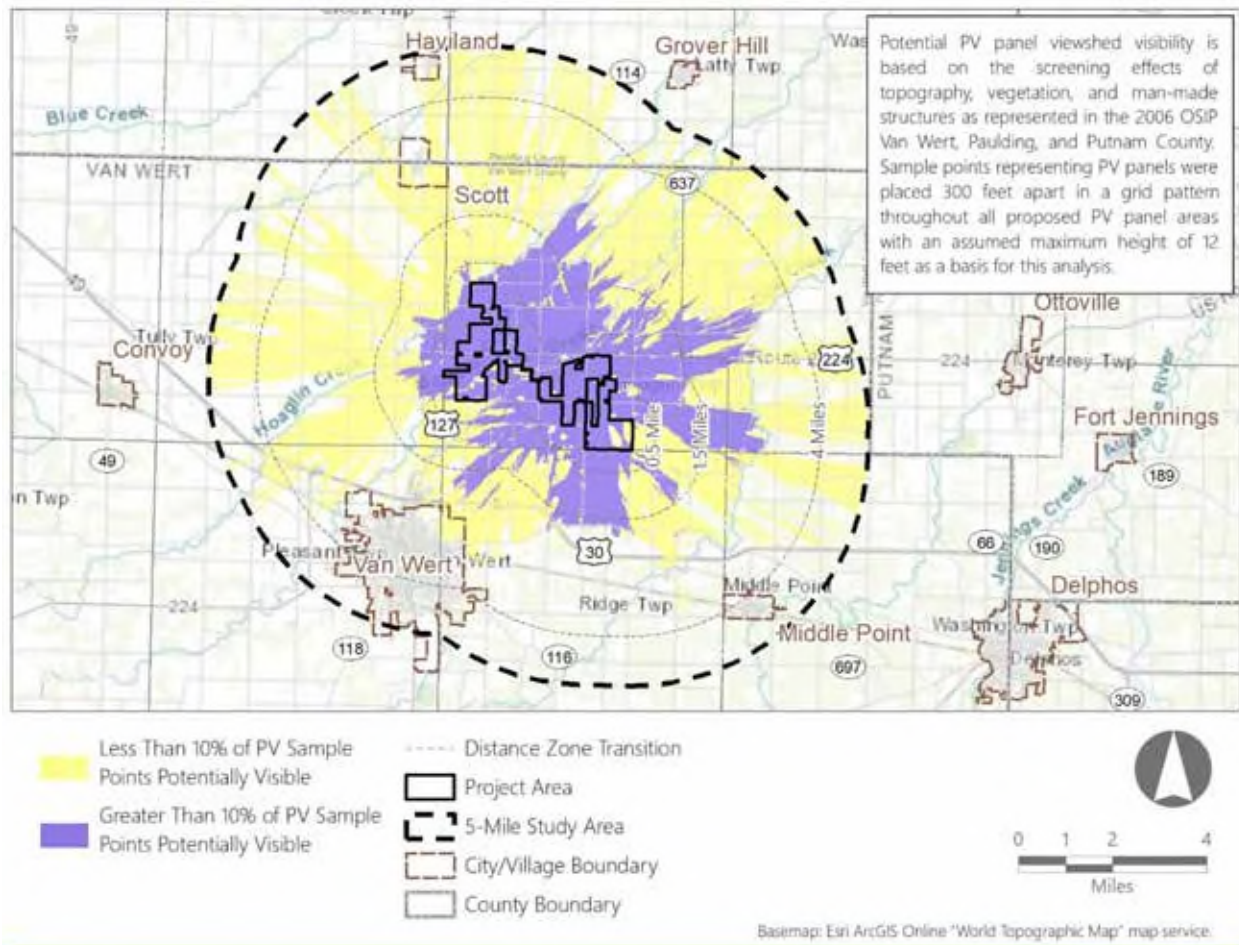 Haviland
Grover Hill
Latty Twp
114
Potential PV panel viewshed visibility is
based on the screening effects of
topography, vegetation, and man-made
structures as represented in the 2006 OSIP
Van Wert, Paulding, and Putnam County.
Sample points representing PV panels were
placed 300 feet apart in a grid pattern
throughout all proposed PV panel areas
with an assumed maximum height of 12
feet as a basis for this analysis.
49
Blue Creek
VAN WERT
637
Scott
49
Tully Twp
Convoy
Hoaglin
127
0.5 Mile
1.5 Miles
4 Miles
224
PUTNAM
Ottoville
224
Fort Jennings
189
49
30
66
190
Jennings Creek
Van Wert
224
Ridge Twp
Middle Point
Middle Point
Delphos
Washington Twp
Delphos
118
116
697
309
Less Than 10% of PV Sample
Points Potentially Visible
Greater Than 10% of PV Sample
Points Potentially Visible
Distance Zone Transition
Project Area
5-Mile Study Area
City/Village Boundary
County Boundary
0 1 2 4
Miles
Basemap: Esri ArcGIS Online "World Topographic Map" map service.